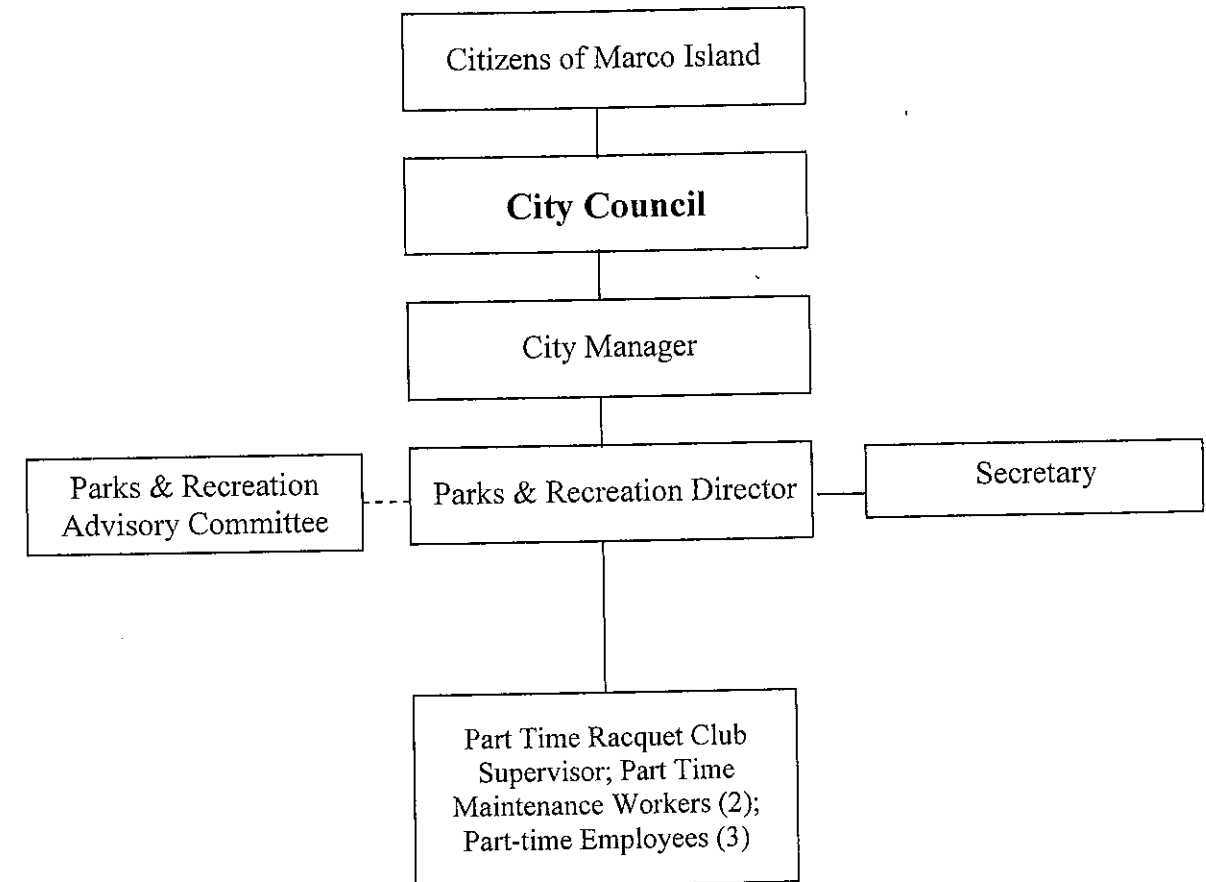 Citizens of Marco Island
City Council
City Manager
Parks & Recreation
Advisory Committee
Parks & Recreation Director
Secretary
Part Time Racquet Club
Supervisor; Part Time
Maintenance Workers (2);
Part-time Employees (3)